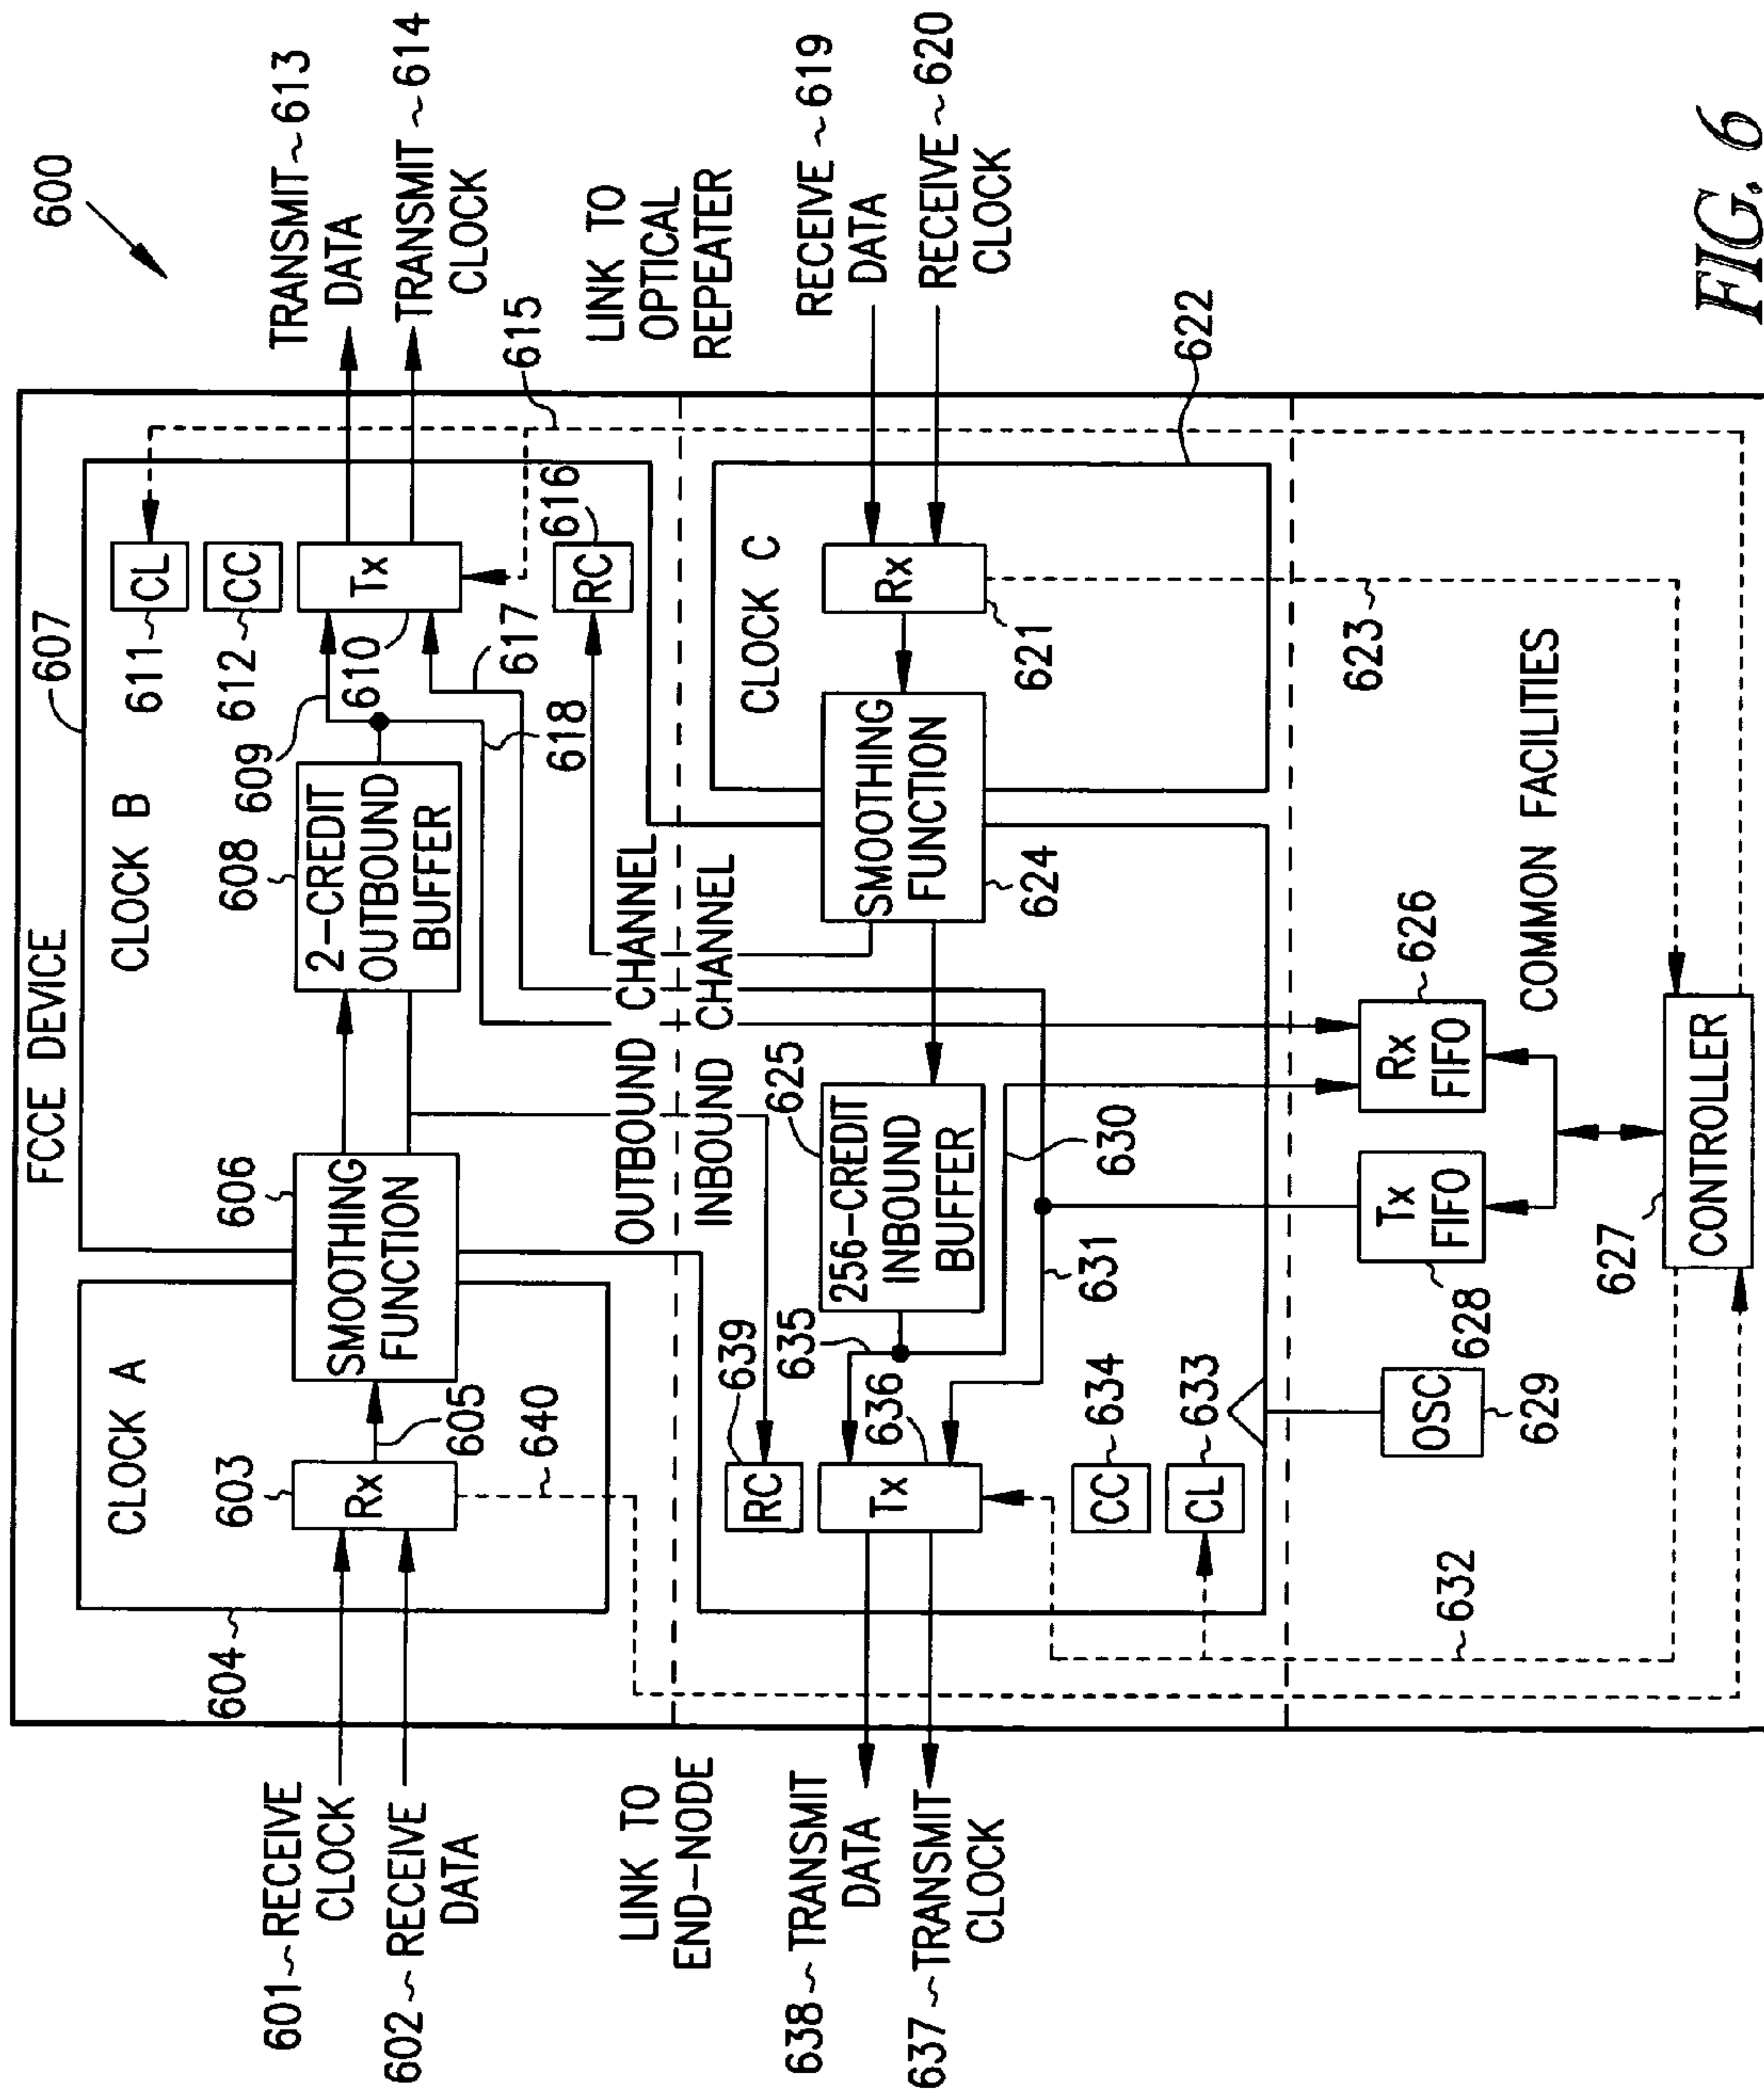 600
FCCE DEVICE
607
CLOCK A
CLOCK B
601 ~ RECEIVE
CLOCK
602 ~ RECEIVE
DATA
604
603
Rx
605
640
606
SMOOTHING
FUNCTION
608
2-CREDIT
OUTBOUND
BUFFER
609
610
611
CL
612
CC
Tx
617
618
RC
616
615
TRANSMIT ~ 613
DATA
TRANSMIT ~ 614
CLOCK
LINK TO
END-NODE
LINK TO
OPTICAL
REPEATER
OUTBOUND CHANNEL
INBOUND CHANNEL
638 ~ TRANSMIT
DATA
637 ~ TRANSMIT
CLOCK
639
RC
635
636
Tx
CC
634
CL
633
625
256-CREDIT
INBOUND
BUFFER
630
631
SMOOTHING
FUNCTION
624
CLOCK C
Rx
621
622
RECEIVE ~ 619
DATA
RECEIVE ~ 620
CLOCK
623
632
OSC
629
Tx
FIFO
628
Rx
FIFO
626
COMMON FACILITIES
627
CONTROLLER
FIG. 6